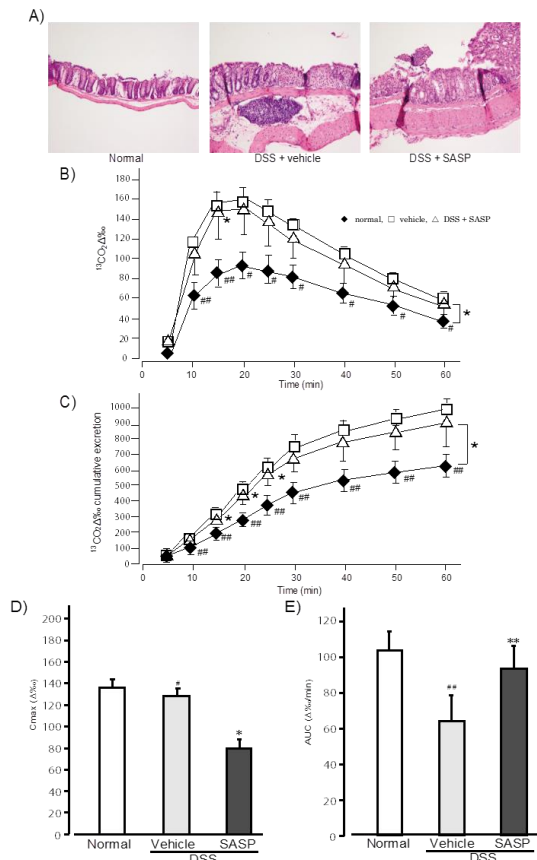 A)
Normal
DSS + vehicle
DSS + SASP
B)
180
160
140
120
100
80
60
40
20
0
¹³CO₂Δ‰
◆ normal, □ vehicle, △ DSS + SASP
*
## ## # # # # # #
*
0 10 20 30 40 50 60
Time (min)
C)
1000
900
800
700
600
500
400
300
200
100
¹³CO₂Δ‰ cumulative excretion
* * *
## ## ## ## ## ## ## ##
*
0 10 20 30 40 50 60
Time (min)
D)
200
180
160
140
120
100
80
60
40
20
0
Cmax (Δ‰)
#
*
Normal Vehicle SASP
DSS
E)
120
100
80
60
40
20
0
AUC (Δ‰/min)
##
**
Normal Vehicle SASP
DSS